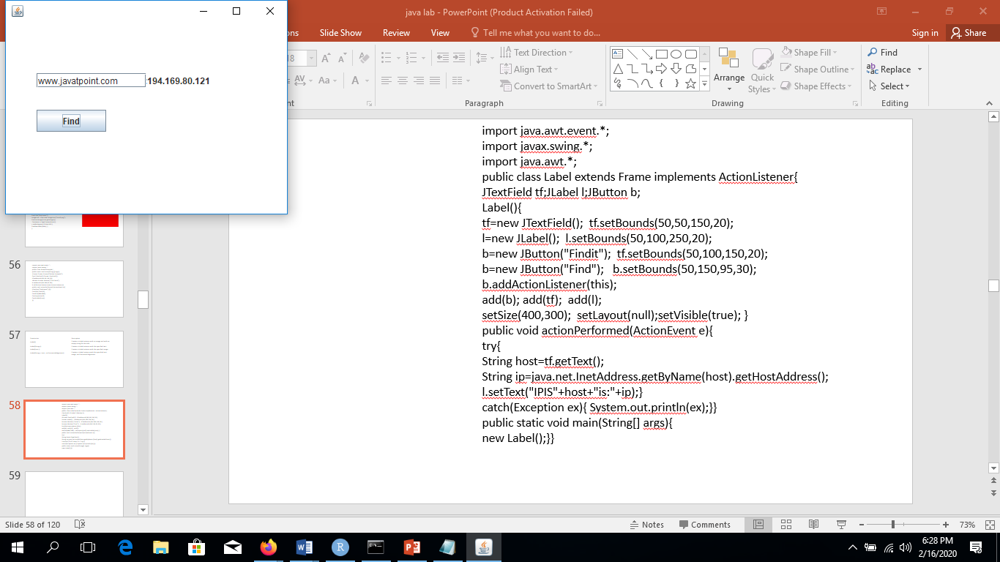 java lab - PowerPoint (Product Activation Failed)
ons Slide Show Review View Tell me what you want to do... Sign in Share
18 Text Direction Shape Fill Find
Align Text Arrange Quick Styles Shape Outline Replace
AV Aa A Convert to SmartArt Shape Effects Select
nt Paragraph Drawing Editing
www.javatpoint.com :194.169.80.121
Find
import java.awt.event.*;
import javax.swing.*;
import java.awt.*;
public class Label extends Frame implements ActionListener{
JTextField tf;JLabel l;JButton b;
Label(){
tf=new JTextField();  tf.setBounds(50,50,150,20);
l=new JLabel();  l.setBounds(50,100,250,20);
b=new JButton("Findit");  tf.setBounds(50,100,150,20);
b=new JButton("Find");   b.setBounds(50,150,95,30);
b.addActionListener(this);
add(b); add(tf);  add(l);
setSize(400,300);  setLayout(null);setVisible(true); }
public void actionPerformed(ActionEvent e){
try{
String host=tf.getText();
String ip=java.net.InetAddress.getByName(host).getHostAddress();
l.setText("IPIS"+host+"is:"+ip);}
catch(Exception ex){ System.out.println(ex);}}
public static void main(String[] args){
new Label();}}
56
57
58
59
Slide 58 of 120 Notes Comments 73%
6:28 PM
2/16/2020